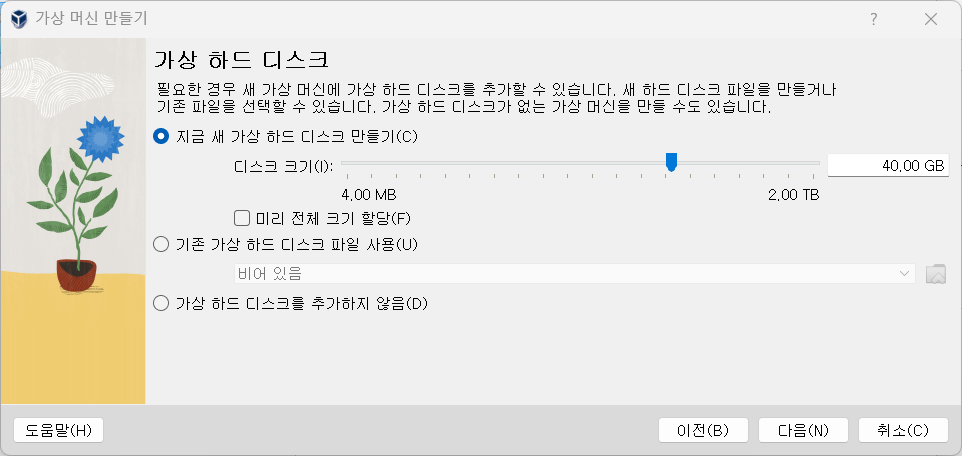 가상 머신 만들기
?
가상 하드 디스크
필요한 경우 새 가상 머신에 가상 하드 디스크를 추가할 수 있습니다. 새 하드 디스크 파일을 만들거나
기존 파일을 선택할 수 있습니다. 가상 하드 디스크가 없는 가상 머신을 만들 수도 있습니다.
지금 새 가상 하드 디스크 만들기(C)
디스크 크기(I):
40,00 GB
4,00 MB
2,00 TB
미리 전체 크기 할당(F)
기존 가상 하드 디스크 파일 사용(U)
비어 있음
가상 하드 디스크를 추가하지 않음(D)
도움말(H)
이전(B)
다음(N)
취소(C)